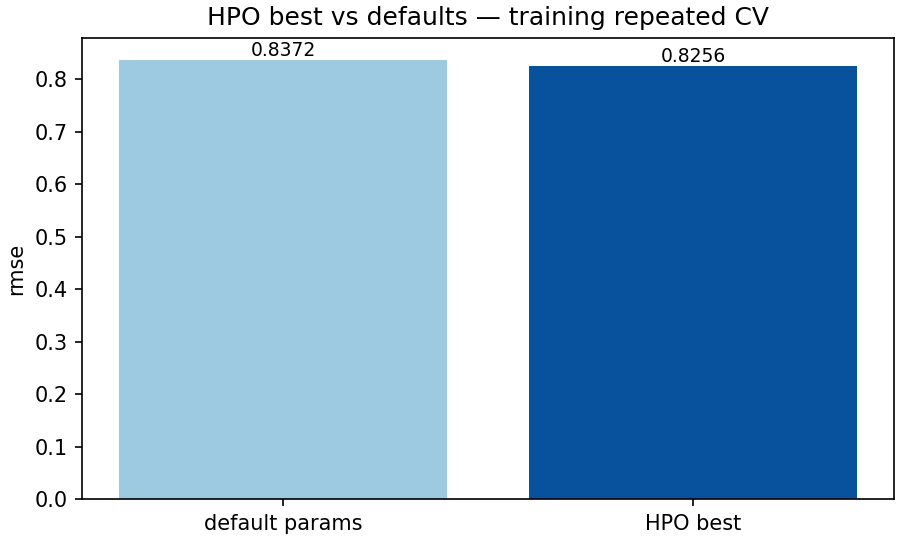 HPO best vs defaults — training repeated CV
0.8372
0.8256
rmse
0.8
0.7
0.6
0.5
0.4
0.3
0.2
0.1
0.0
default params
HPO best